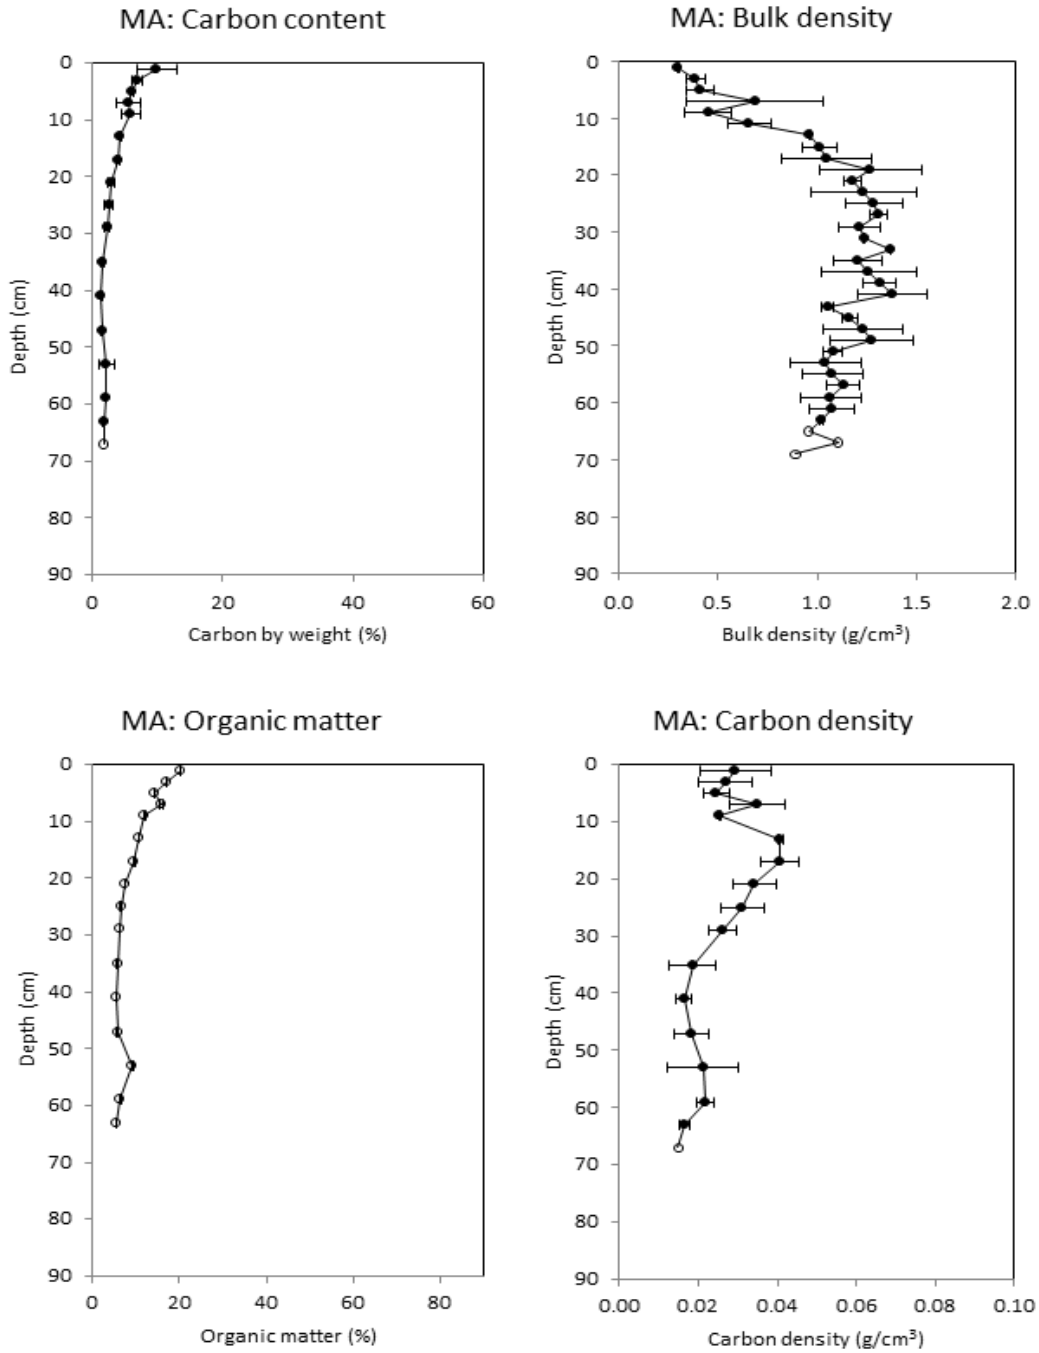 MA: Carbon content
0
10
20
30
40
50
60
70
80
90
Depth (cm)
0 20 40 60
Carbon by weight (%)
MA: Bulk density
0
10
20
30
40
50
60
70
80
90
Depth (cm)
0.0 0.5 1.0 1.5 2.0
Bulk density (g/cm³)
MA: Organic matter
0
10
20
30
40
50
60
70
80
90
Depth (cm)
0 20 40 60 80
Organic matter (%)
MA: Carbon density
0
10
20
30
40
50
60
70
80
90
Depth (cm)
0.00 0.02 0.04 0.06 0.08 0.10
Carbon density (g/cm³)